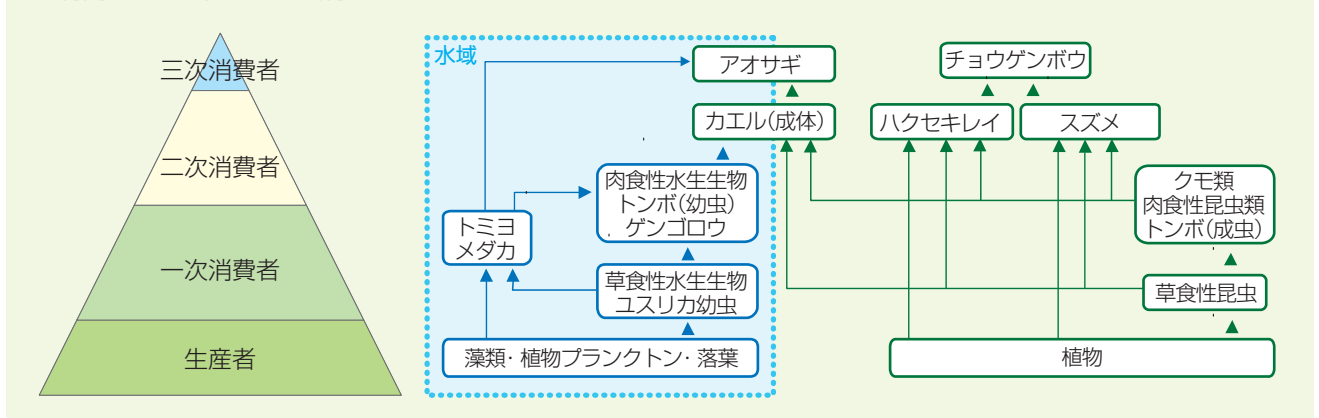 三次消費者
二次消費者
一次消費者
生産者
水域
アオサギ
チョウゲンボウ
カエル(成体)
ハクセキレイ
スズメ
肉食性水生生物
トンボ(幼虫)
ゲンゴロウ
クモ類
肉食性昆虫類
トンボ(成虫)
トミヨ
メダカ
草食性水生生物
ユスリカ幼虫
草食性昆虫
藻類・植物プランクトン・落葉
植物